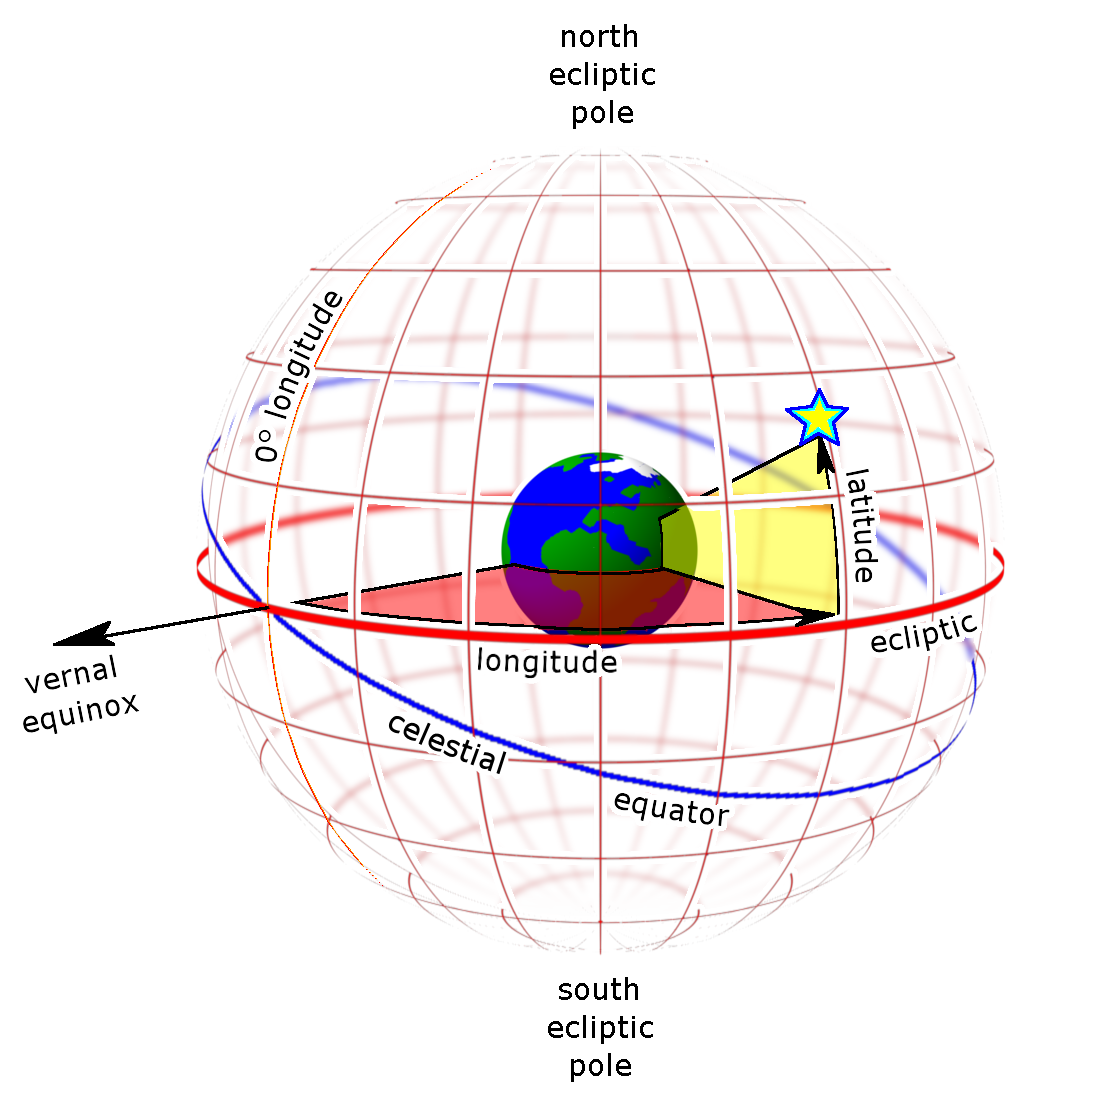 north
ecliptic
pole
0° longitude
latitude
ecliptic
longitude
vernal
equinox
celestial
equator
south
ecliptic
pole